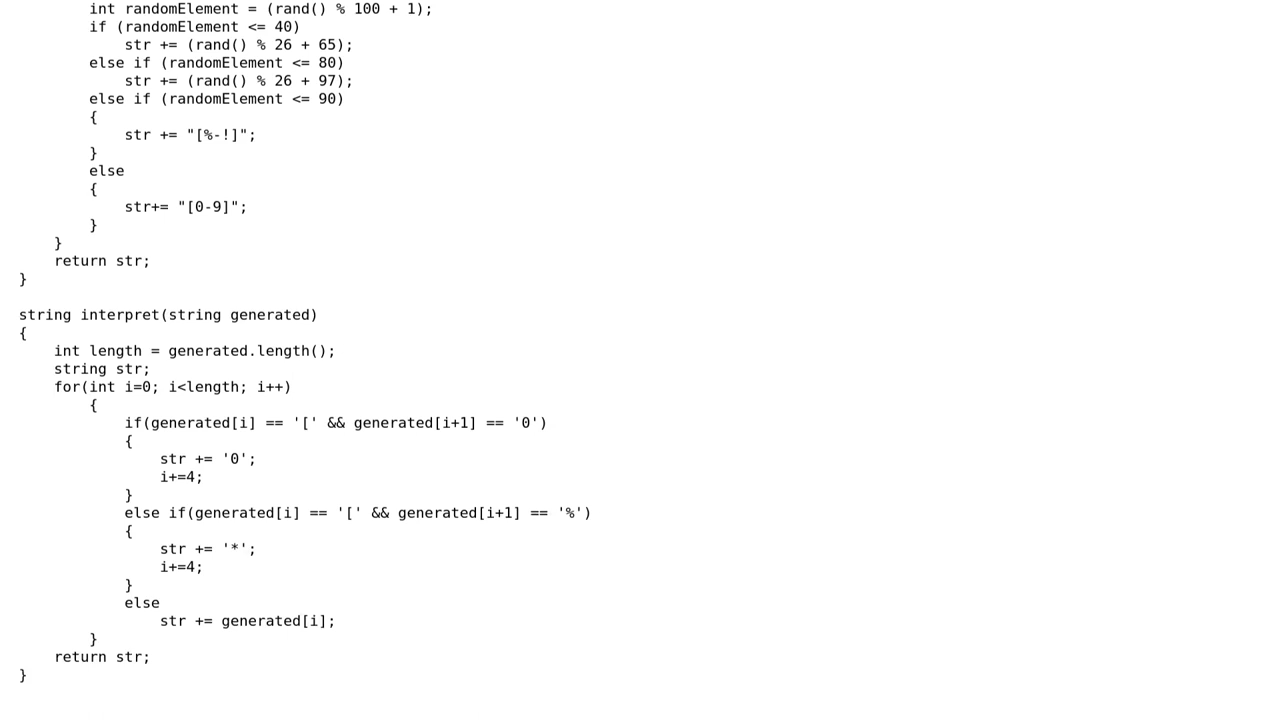 int randomElement = (rand() % 100 + 1);
        if (randomElement <= 40)
            str += (rand() % 26 + 65);
        else if (randomElement <= 80)
            str += (rand() % 26 + 97);
        else if (randomElement <= 90)
        {
            str += "[%-!]";
        }
        else
        {
            str+= "[0-9]";
        }
    }
    return str;
}

string interpret(string generated)
{
    int length = generated.length();
    string str;
    for(int i=0; i<length; i++)
        {
            if(generated[i] == '[' && generated[i+1] == '0')
            {
                str += '0';
                i+=4;
            }
            else if(generated[i] == '[' && generated[i+1] == '%')
            {
                str += '*';
                i+=4;
            }
            else
                str += generated[i];
        }
    return str;
}